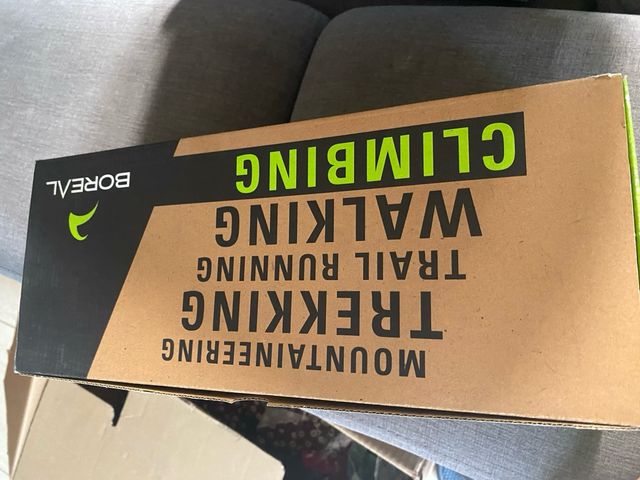 MOUNTAINEERING
TREKKING
TRAIL RUNNING
WALKING
CLIMBING
BOREAL